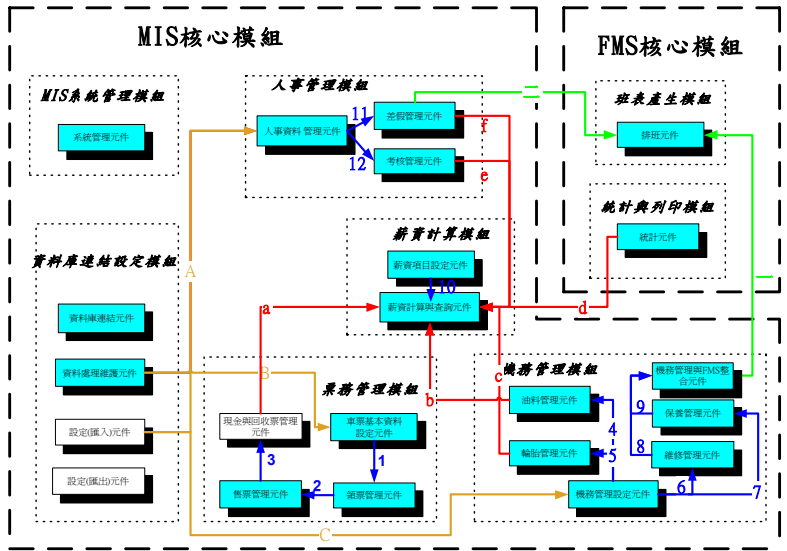 MIS核心模組
FMS核心模組
MIS系統管理模組
系統管理元件
人事管理模組
人事資料 管理元件
11
12
差假管理元件
考核管理元件
f
e
二
班表產生模組
排班元件
統計與列印模組
統計元件
資料庫連結設定模組
資料庫連結元件
資料處理維護元件
設定(匯入)元件
設定(匯出)元件
A
B
C
薪資計算模組
薪資項目設定元件
10
薪資計算與查詢元件
a
b
c
d
一
票務管理模組
現金與回收票管理
元件
車票基本資料
設定元件
1
2
3
售票管理元件
領票管理元件
機務管理模組
油料管理元件
輪胎管理元件
機務管理與FMS整
合元件
保養管理元件
維修管理元件
機務管理設定元件
4
5
6
7
8
9